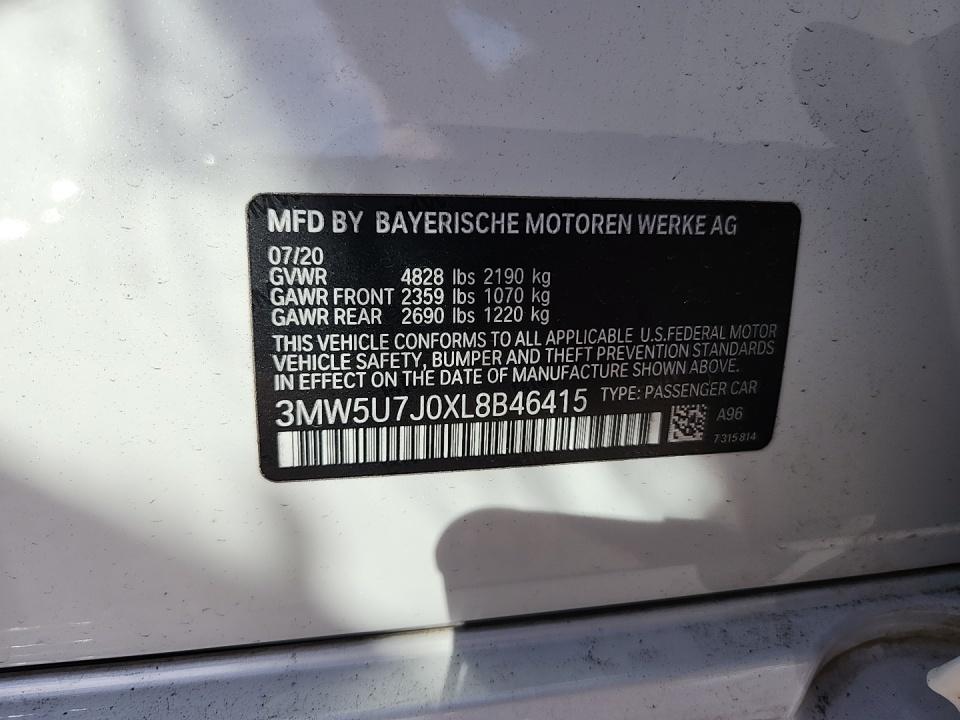 MFD BY BAYERISCHE MOTOREN WERKE AG
07/20
GVWR 4828 lbs 2190 kg
GAWR FRONT 2359 lbs 1070 kg
GAWR REAR 2690 lbs 1220 kg
THIS VEHICLE CONFORMS TO ALL APPLICABLE U.S.FEDERAL MOTOR
VEHICLE SAFETY, BUMPER AND THEFT PREVENTION STANDARDS
IN EFFECT ON THE DATE OF MANUFACTURE SHOWN ABOVE.
3MW5U7J0XL8B46415 TYPE: PASSENGER CAR
A96
7 315 814